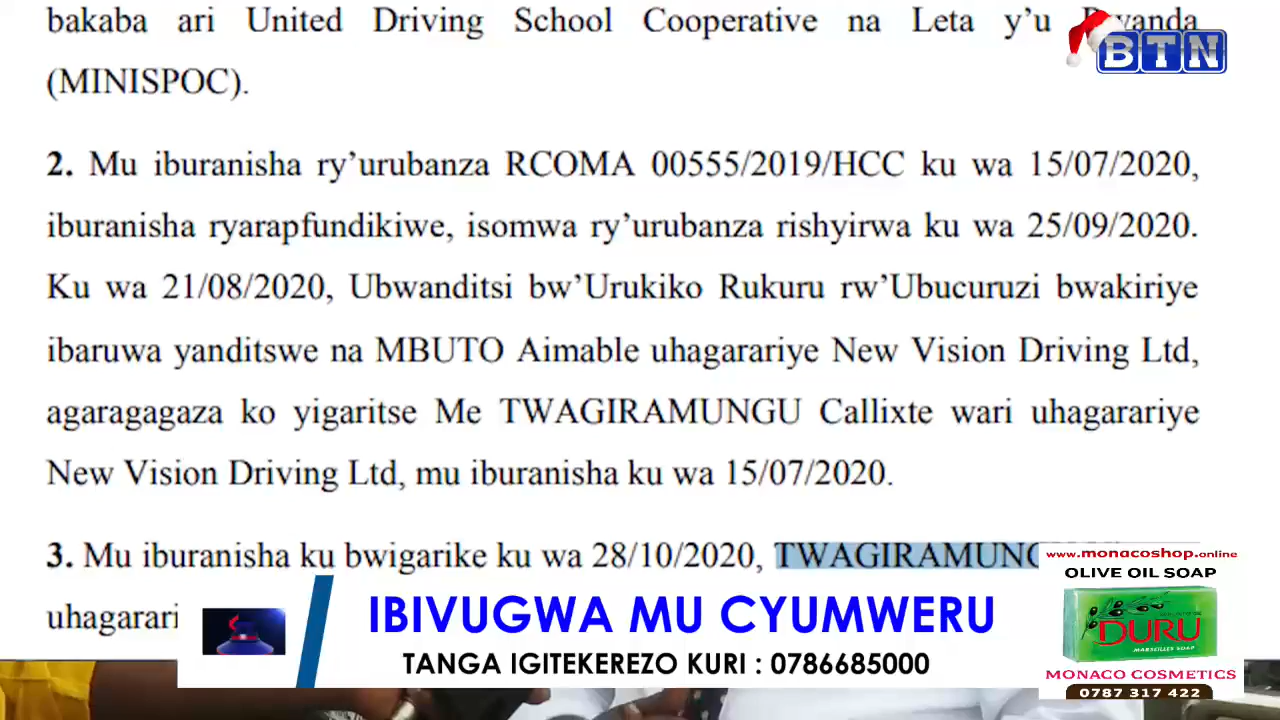 bakaba ari United Driving School Cooperative na Leta y'u Rwanda
BTN
(MINISPOC).
2. Mu iburanisha ry'urubanza RCOMA 00555/2019/HCC ku wa 15/07/2020,
iburanisha ryarapfundikiwe, isomwa ry'urubanza rishyirwa ku wa 25/09/2020.
Ku wa 21/08/2020, Ubwanditsi bw'Urukiko Rukuru rw'Ubucuruzi bwakiriye
ibaruwa yanditswe na MBUTO Aimable uhagarariye New Vision Driving Ltd,
agaragagaza ko yigaritse Me TWAGIRAMUNGU Callixte wari uhagarariye
New Vision Driving Ltd, mu iburanisha ku wa 15/07/2020.
3. Mu iburanisha ku bwigarike ku wa 28/10/2020, TWAGIRAMUNG
uhagarari
www.monacoshop.online
OLIVE OIL SOAP
DURU
MARSEILLES SOAP
MONACO COSMETICS
0787 317 422
IBIVUGWA MU CYUMWERU
TANGA IGITEKEREZO KURI : 0786685000